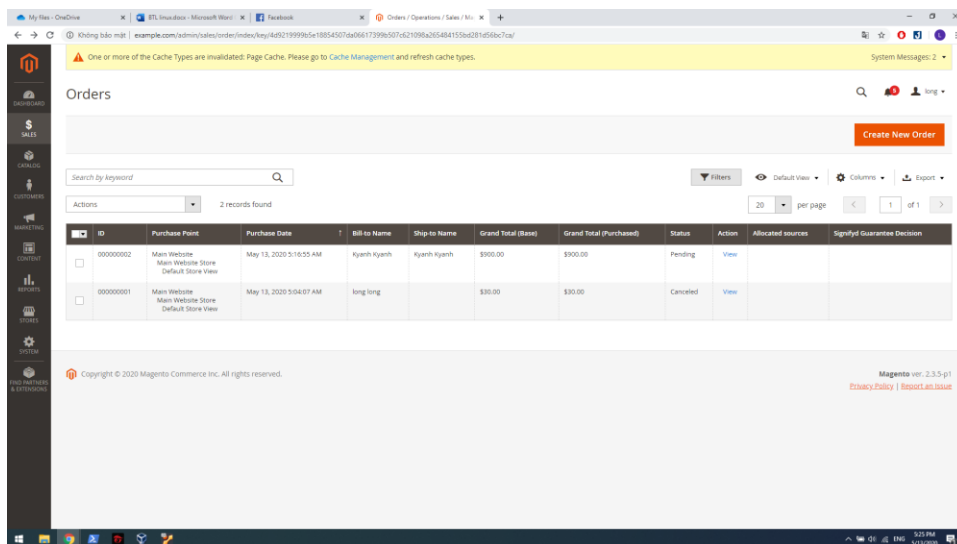 My files - OneDrive
BTL linux.docx - Microsoft Word
Facebook
Orders / Operations / Sales / Ma
Không bảo mật | example.com/admin/sales/order/index/key/
One or more of the Cache Types are invalidated: Page Cache. Please go to Cache Management and refresh cache types.
System Messages: 2
DASHBOARD
SALES
CATALOG
CUSTOMERS
MARKETING
CONTENT
REPORTS
STORES
SYSTEM
FIND PARTNERS
& EXTENSIONS
Orders
5
long
Create New Order
Search by keyword
Filters
Default View
Columns
Export
Actions
2 records found
20
per page
1
of 1
ID Purchase Point Purchase Date Bill-to Name Ship-to Name Grand Total (Base) Grand Total (Purchased) Status Action Allocated sources Signifyd Guarantee Decision
000000002 Main Website May 13, 2020 5:16:55 AM Kyanh Kyanh Kyanh Kyanh $900.00 $900.00 Pending View
Main Website Store
Default Store View
000000001 Main Website May 13, 2020 5:04:07 AM long long $30.00 $30.00 Canceled View
Main Website Store
Default Store View
Copyright © 2020 Magento Commerce Inc. All rights reserved.
Magento ver. 2.3.5-p1
Privacy Policy | Report an Issue
ENG
5:25 PM
5/13/2020